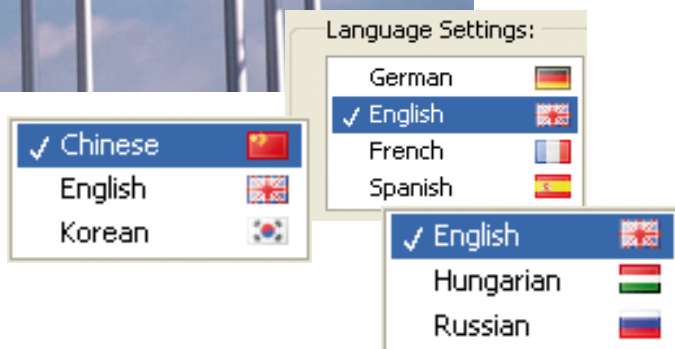 Language Settings:
German
✓ English
French
Spanish
✓ Chinese
English
Korean
✓ English
Hungarian
Russian